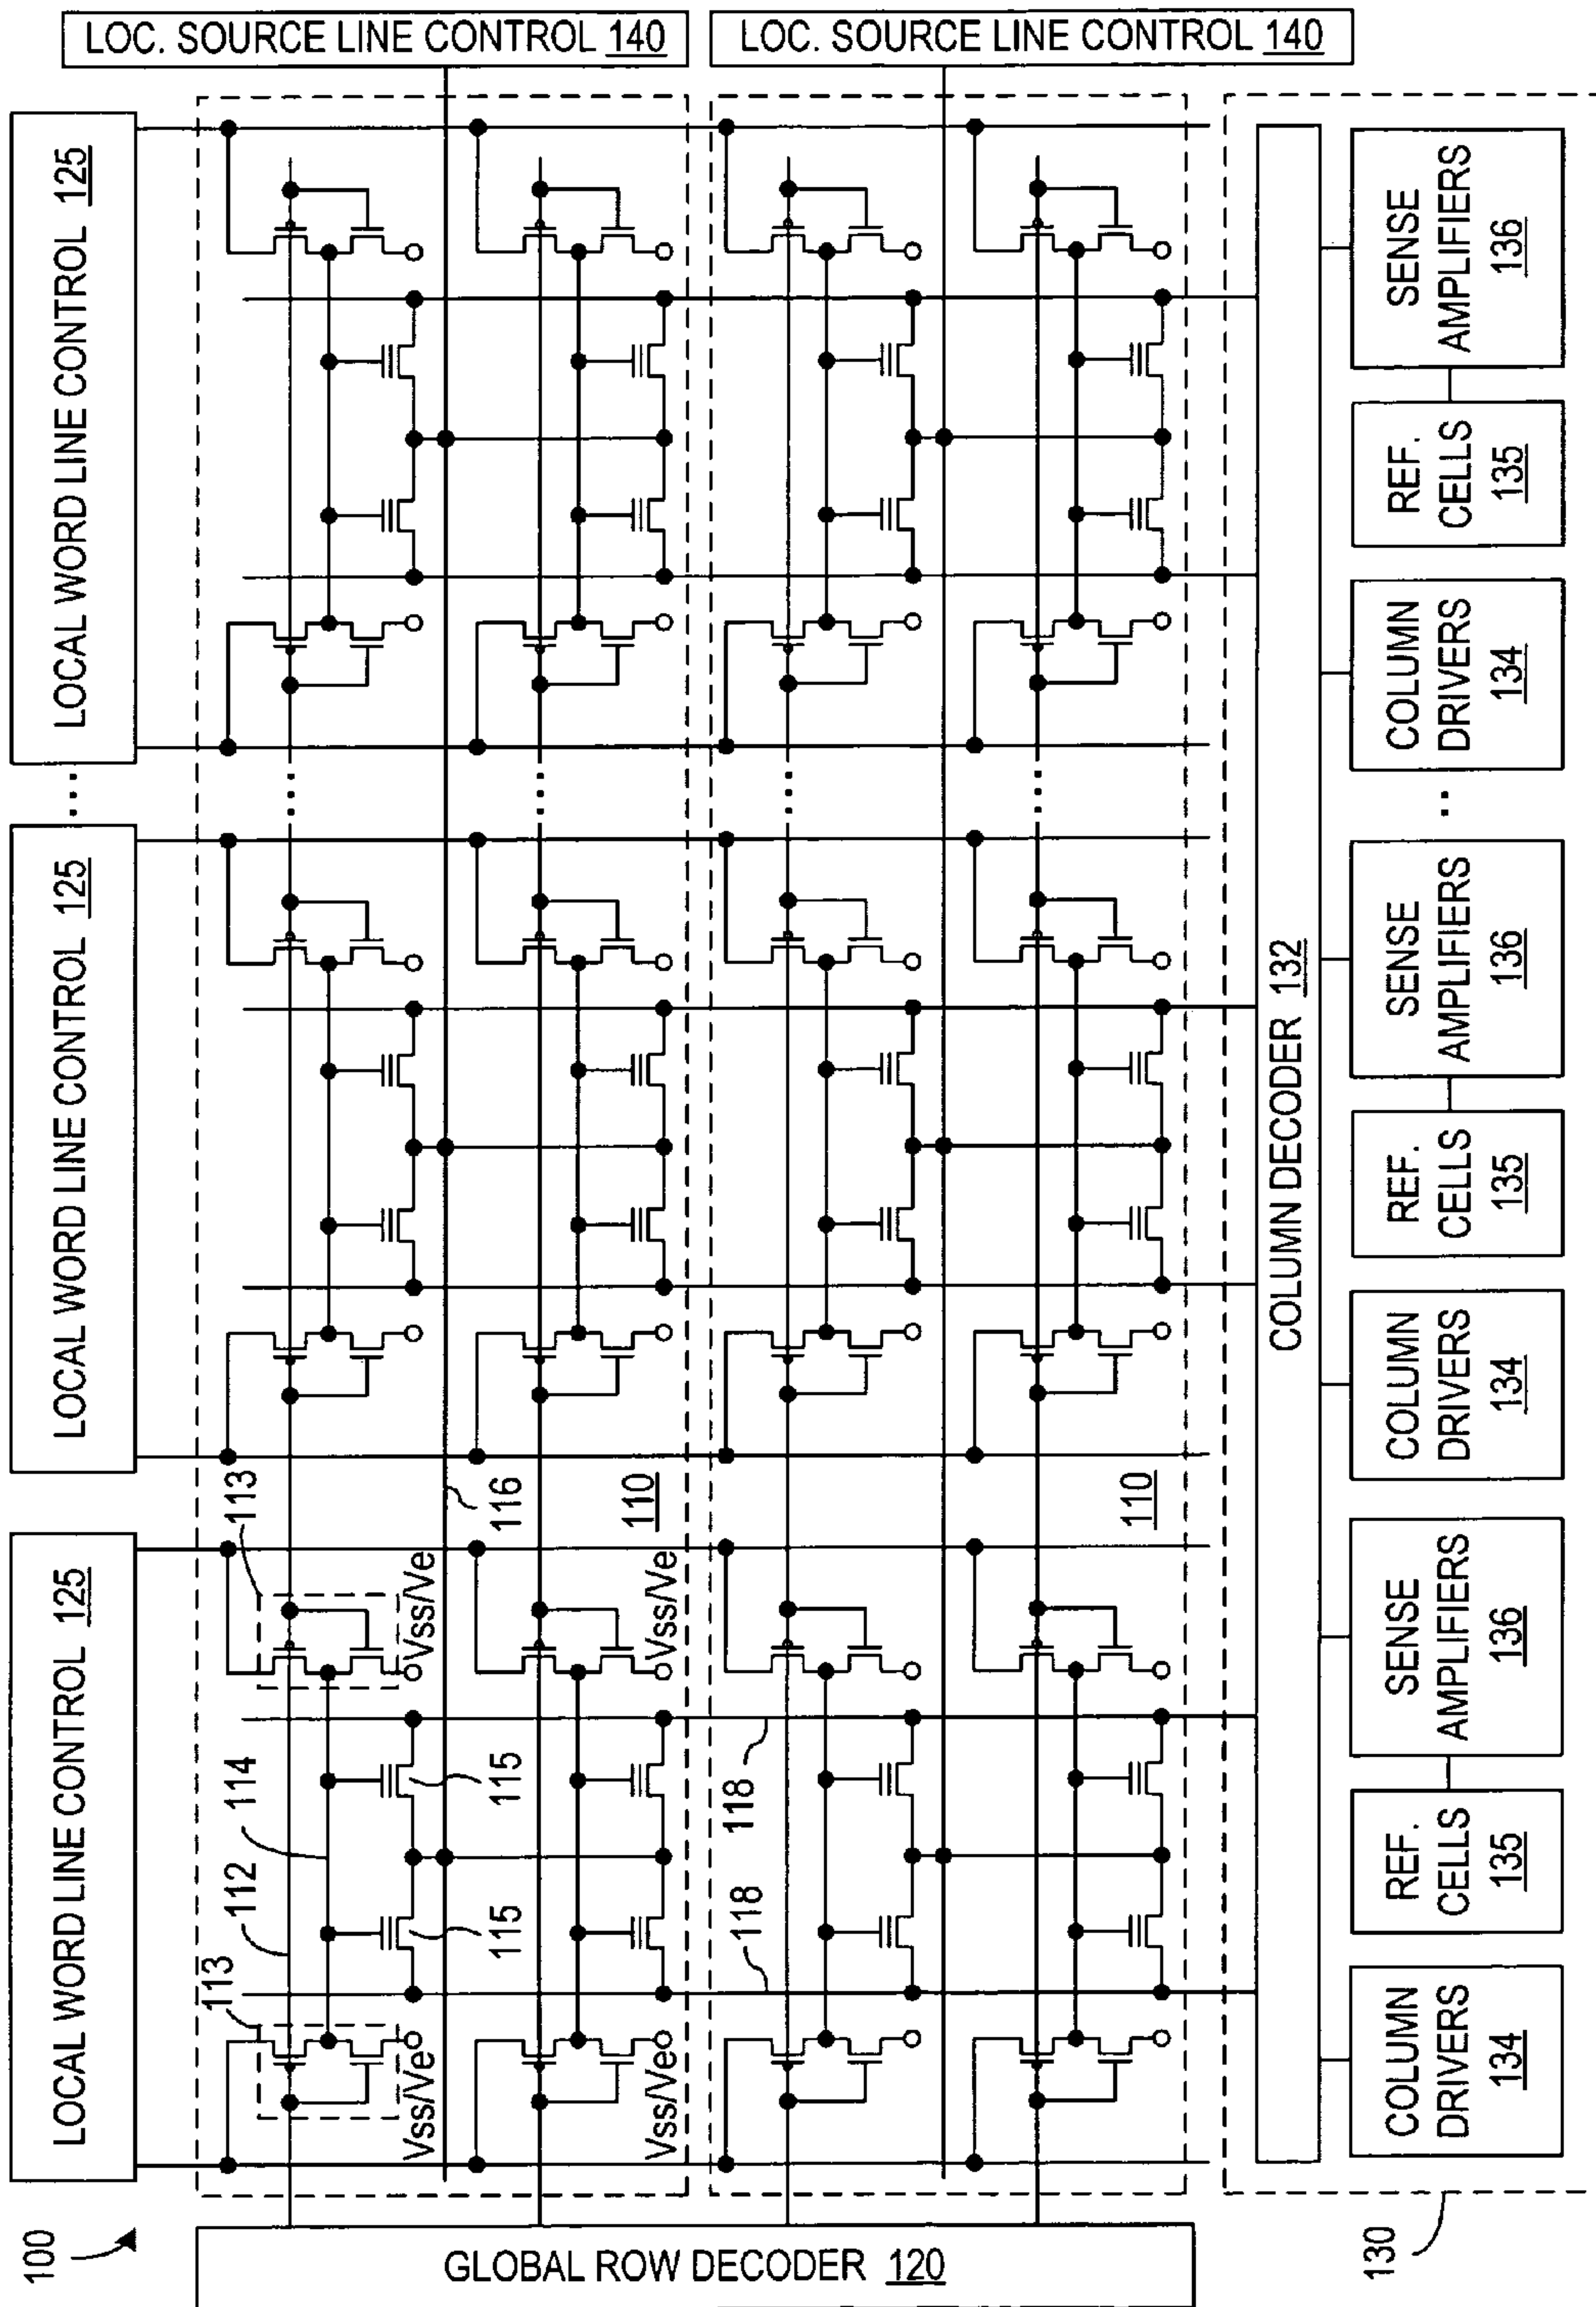 100
LOCAL WORD LINE CONTROL 125
LOCAL WORD LINE CONTROL 125
...
LOCAL WORD LINE CONTROL 125
LOC. SOURCE LINE CONTROL 140
LOC. SOURCE LINE CONTROL 140
113
112
114
113
Vss/Ve
Vss/Ve
115
115
116
...
Vss/Ve
Vss/Ve
110
...
118
118
...
110
...
GLOBAL ROW DECODER 120
130
COLUMN DECODER 132
COLUMN
DRIVERS
134
REF.
CELLS
135
SENSE
AMPLIFIERS
136
COLUMN
DRIVERS
134
REF.
CELLS
135
SENSE
AMPLIFIERS
136
..
COLUMN
DRIVERS
134
REF.
CELLS
135
SENSE
AMPLIFIERS
136